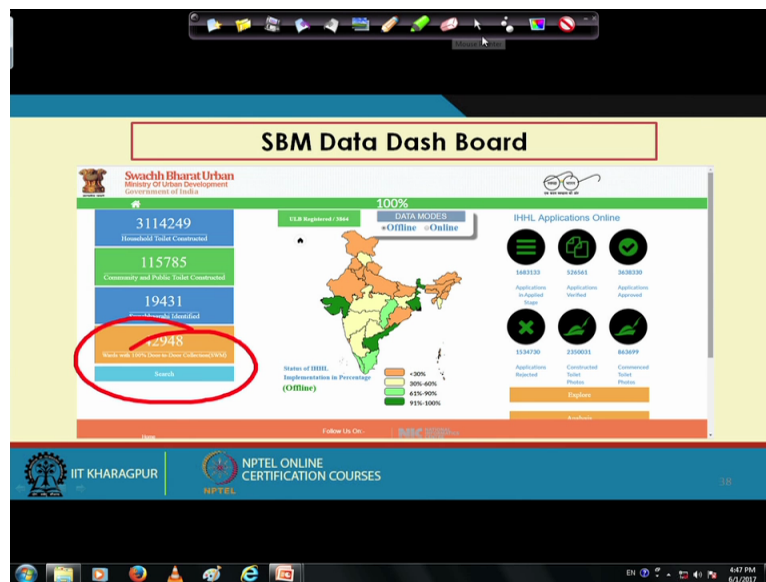 SBM Data Dash Board
Swachh Bharat Urban
Ministry Of Urban Development
Government of India
100%
3114249
Household Toilet Constructed
115785
Community and Public Toilet Constructed
19431
Identified
42948
Wards with 100% Door-to-Door Collection(SWM)
Search
ULB Registered / 3864
DATA MODES
Offline Online
Status of IHHL
Implementation in Percentage
(Offline)
<30%
30%-60%
61%-90%
91%-100%
IHHL Applications Online
1683133
526561
3638330
Applications in Applied Stage
Applications Verified
Applications Approved
1534730
2350031
863699
Applications Rejected
Constructed Toilet Photos
Commenced Toilet Photos
Explore
Home
Follow Us On:-
NIC
IIT KHARAGPUR
NPTEL
NPTEL ONLINE
CERTIFICATION COURSES
38
EN
4:47 PM
6/1/2017